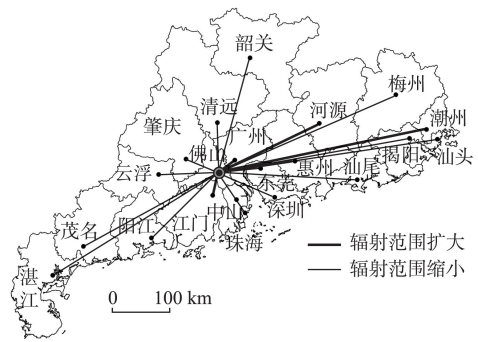 韶关
梅州
清远
河源
潮州
肇庆
广州
佛山
惠州
汕尾
揭阳
汕头
云浮
东莞
中山
深圳
茂名
阳江
江门
珠海
湛江
辐射范围扩大
辐射范围缩小
0 100 km